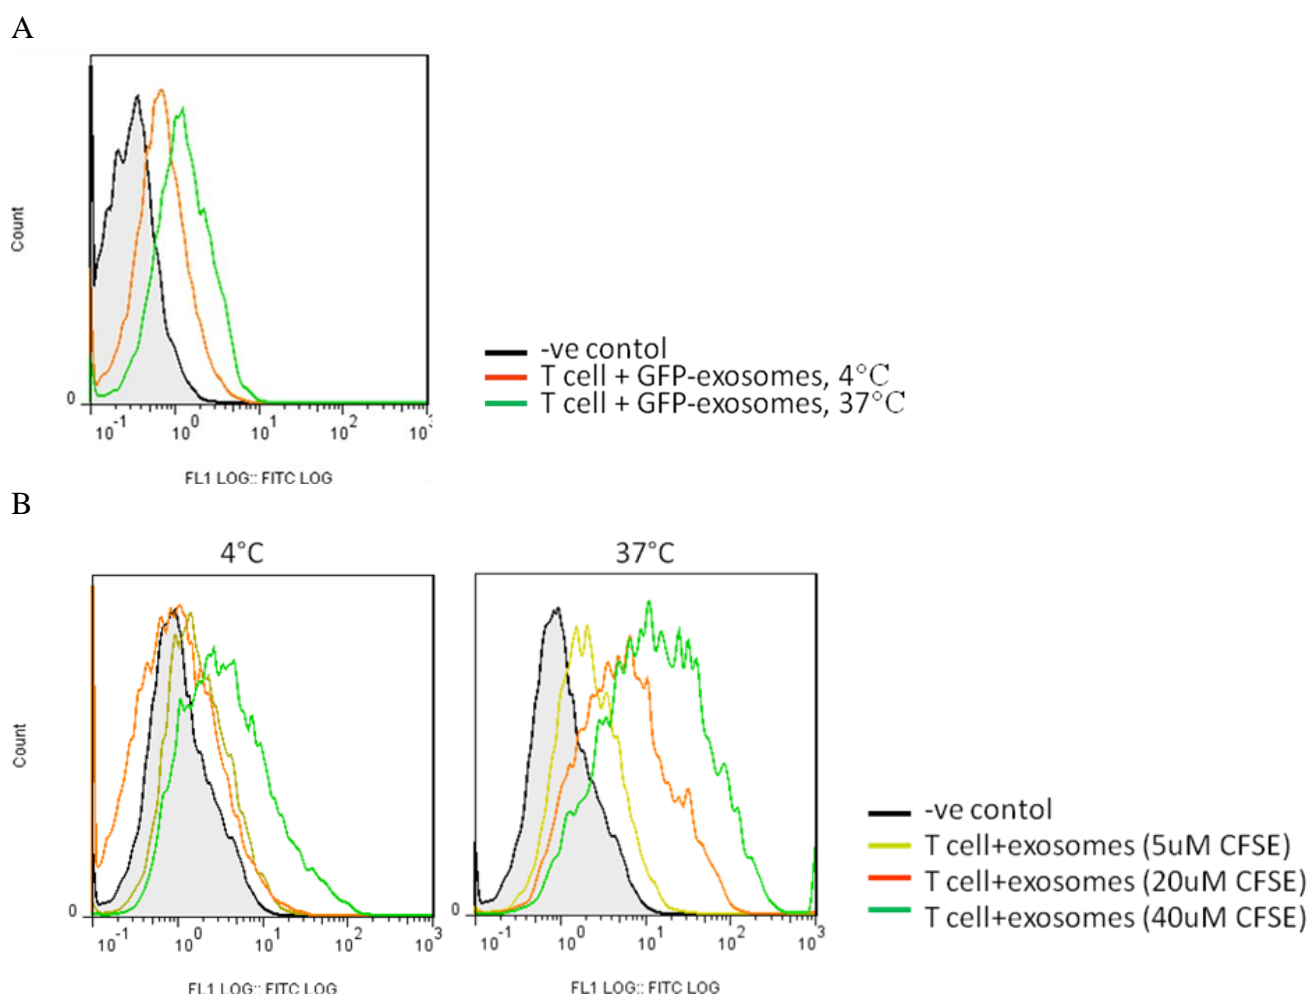 A
Count
0
10-1 100 101 102 103
FL1 LOG:: FITC LOG
-ve contol
T cell + GFP-exosomes, 4°C
T cell + GFP-exosomes, 37°C
B
4°C
37°C
Count
0
10-1 100 101 102 103
FL1 LOG:: FITC LOG
0
10-1 100 101 102 103
FL1 LOG:: FITC LOG
-ve contol
T cell+exosomes (5uM CFSE)
T cell+exosomes (20uM CFSE)
T cell+exosomes (40uM CFSE)